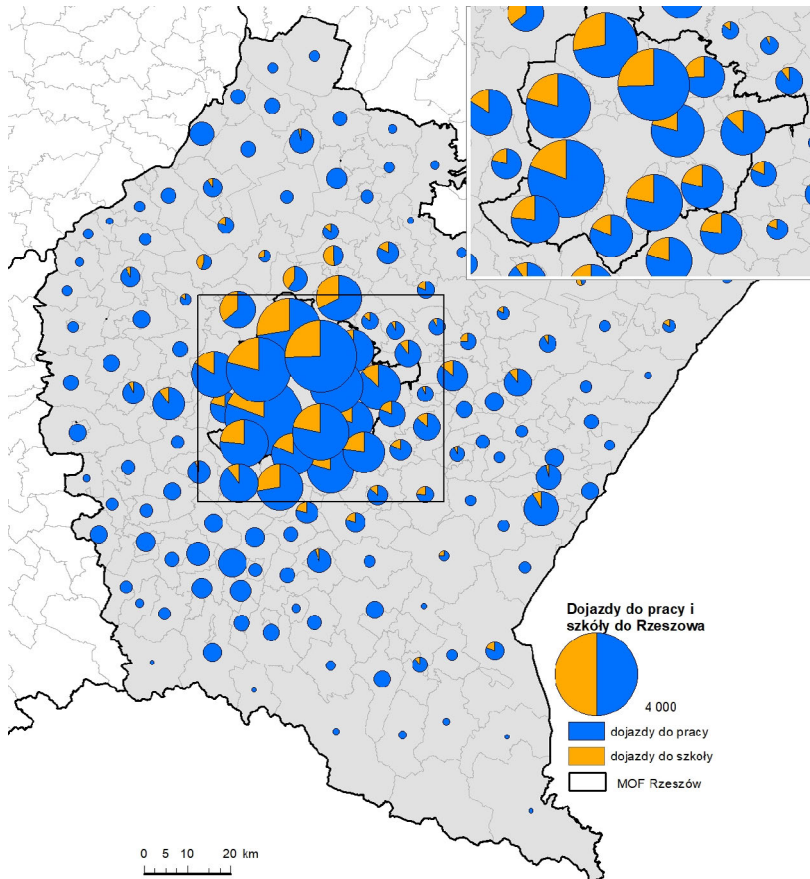 Dojazdy do pracy i
szkóły do Rzeszowa
4 000
dojazdy do pracy
dojazdy do szkoły
MOF Rzeszów
0 5 10 20 km